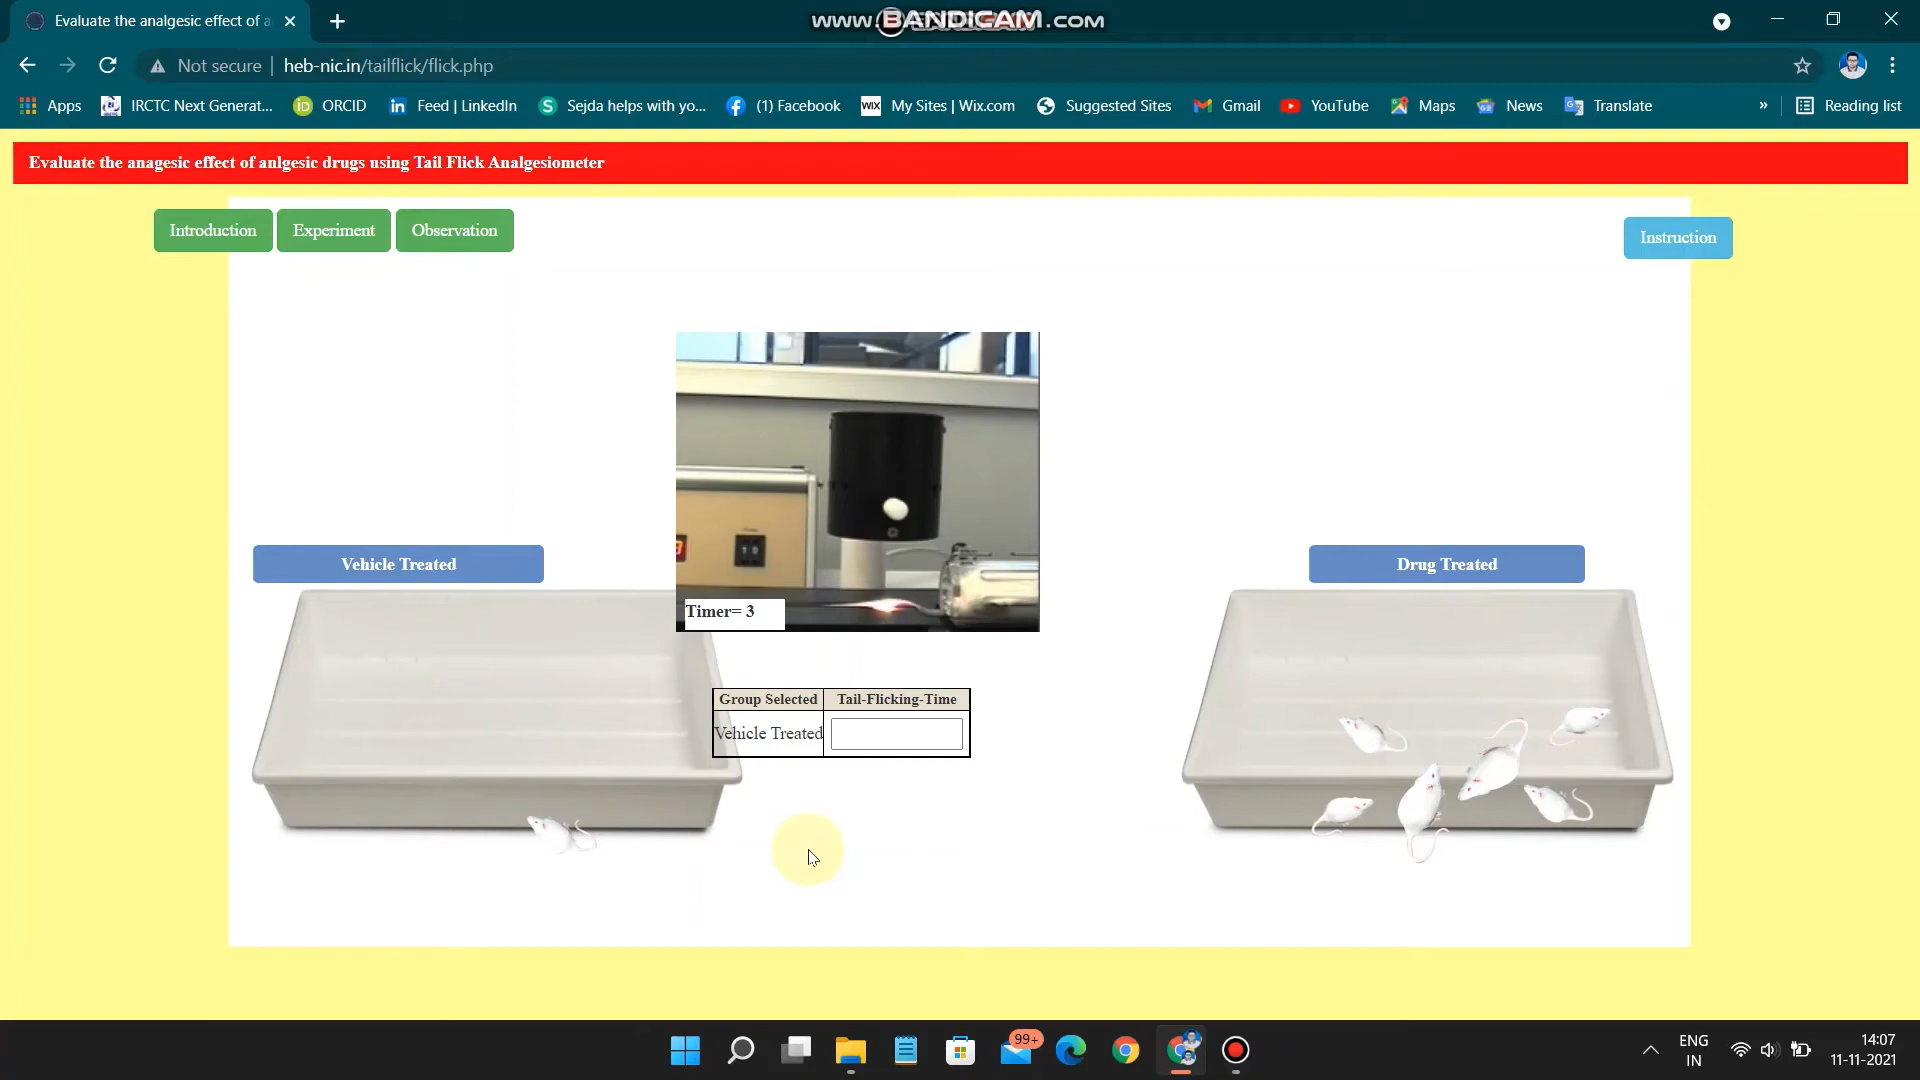 Evaluate the analgesic effect of a
www.BANDICAM.com
Not secure
heb-nic.in/tailflick/flick.php
Apps
IRCTC Next Generat...
ORCID
Feed | LinkedIn
Sejda helps with yo...
(1) Facebook
WIX
My Sites | Wix.com
Suggested Sites
Gmail
YouTube
Maps
News
Translate
»
Reading list
Evaluate the anagesic effect of anlgesic drugs using Tail Flick Analgesiometer
Introduction
Experiment
Observation
Instruction
Vehicle Treated
Timer= 3
Drug Treated
Group Selected
Tail-Flicking-Time
Vehicle Treated
99+
ENG
IN
14:07
11-11-2021